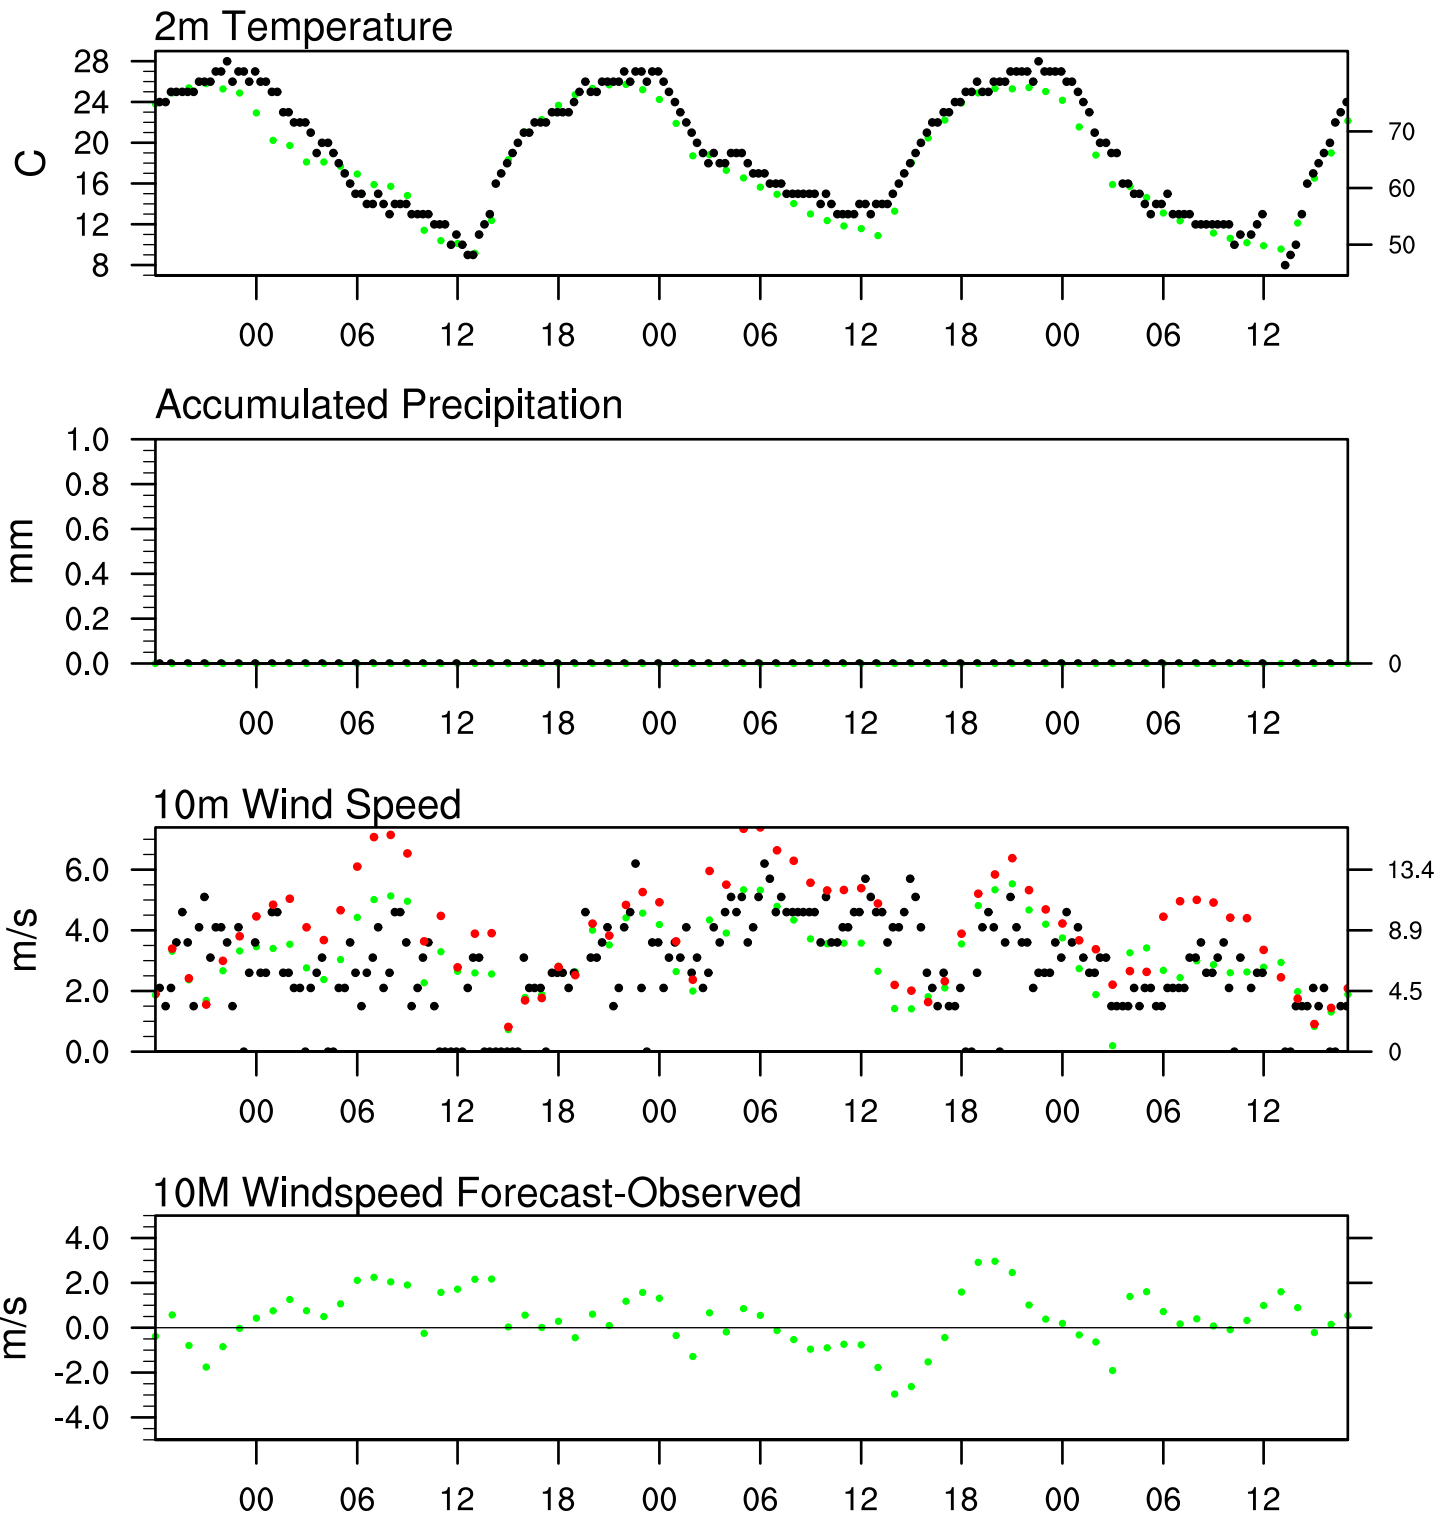 2m Temperature
28
24
20
16
12
8
C
70
60
50
00 06 12 18 00 06 12 18 00 06 12
Accumulated Precipitation
1.0
0.8
0.6
0.4
0.2
0.0
mm
0
00 06 12 18 00 06 12 18 00 06 12
10m Wind Speed
6.0
4.0
2.0
0.0
m/s
13.4
8.9
4.5
0
00 06 12 18 00 06 12 18 00 06 12
10M Windspeed Forecast-Observed
4.0
2.0
0.0
-2.0
-4.0
m/s
00 06 12 18 00 06 12 18 00 06 12